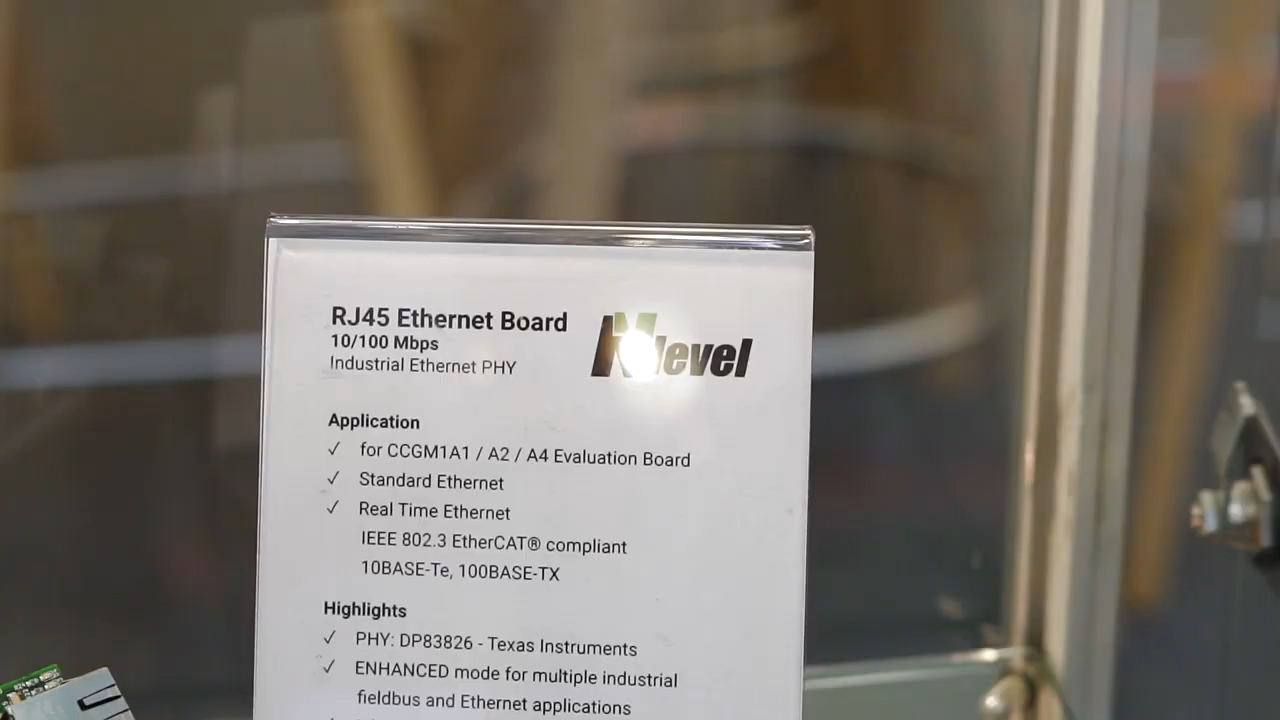 RJ45 Ethernet Board
10/100 Mbps
Industrial Ethernet PHY
level
Application
✓ for CCGM1A1 / A2 / A4 Evaluation Board
✓ Standard Ethernet
✓ Real Time Ethernet
IEEE 802.3 EtherCAT® compliant
10BASE-Te, 100BASE-TX
Highlights
✓ PHY: DP83826 - Texas Instruments
✓ ENHANCED mode for multiple industrial
fieldbus and Ethernet applications